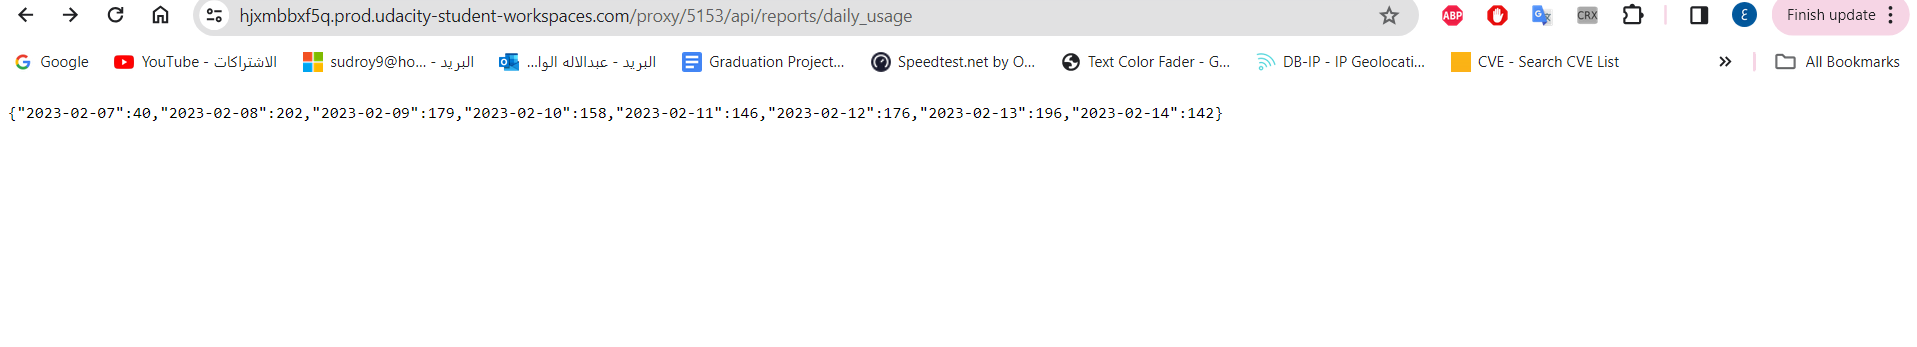 hjxmbbxf5q.prod.udacity-student-workspaces.com/proxy/5153/api/reports/daily_usage ABP CRX ع Finish update
Google YouTube - الاشتراكات sudroy9@ho... - البريد البريد - عبدالاله الوا... Graduation Project... Speedtest.net by O... Text Color Fader - G... DB-IP - IP Geolocati... CVE - Search CVE List » All Bookmarks
{"2023-02-07":40,"2023-02-08":202,"2023-02-09":179,"2023-02-10":158,"2023-02-11":146,"2023-02-12":176,"2023-02-13":196,"2023-02-14":142}